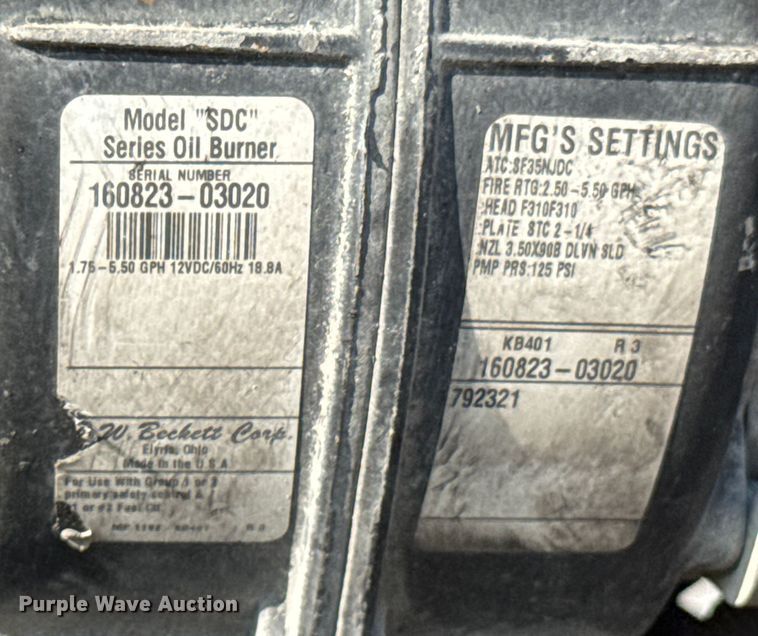 Model "SDC"
Series Oil Burner
SERIAL NUMBER
160823-03020
1.75-5.50 GPH 12VDC/60Hz 18.8A
W. Beckett Corp.
Elyria, Ohio
Made in the U S A
For Use With Group 1 or 3
primary safety control &
1 or #2 Fuel Oil
MFG'S SETTINGS
ATC:SF35NJDC
FIRE RTG:2.50-5.50 GPH
HEAD F310F310
PLATE STC 2-1/4
NZL 3.50X90B DLVN SLD
PMP PRS:125 PSI
KB401 R 3
160823-03020
792321
Purple Wave Auction